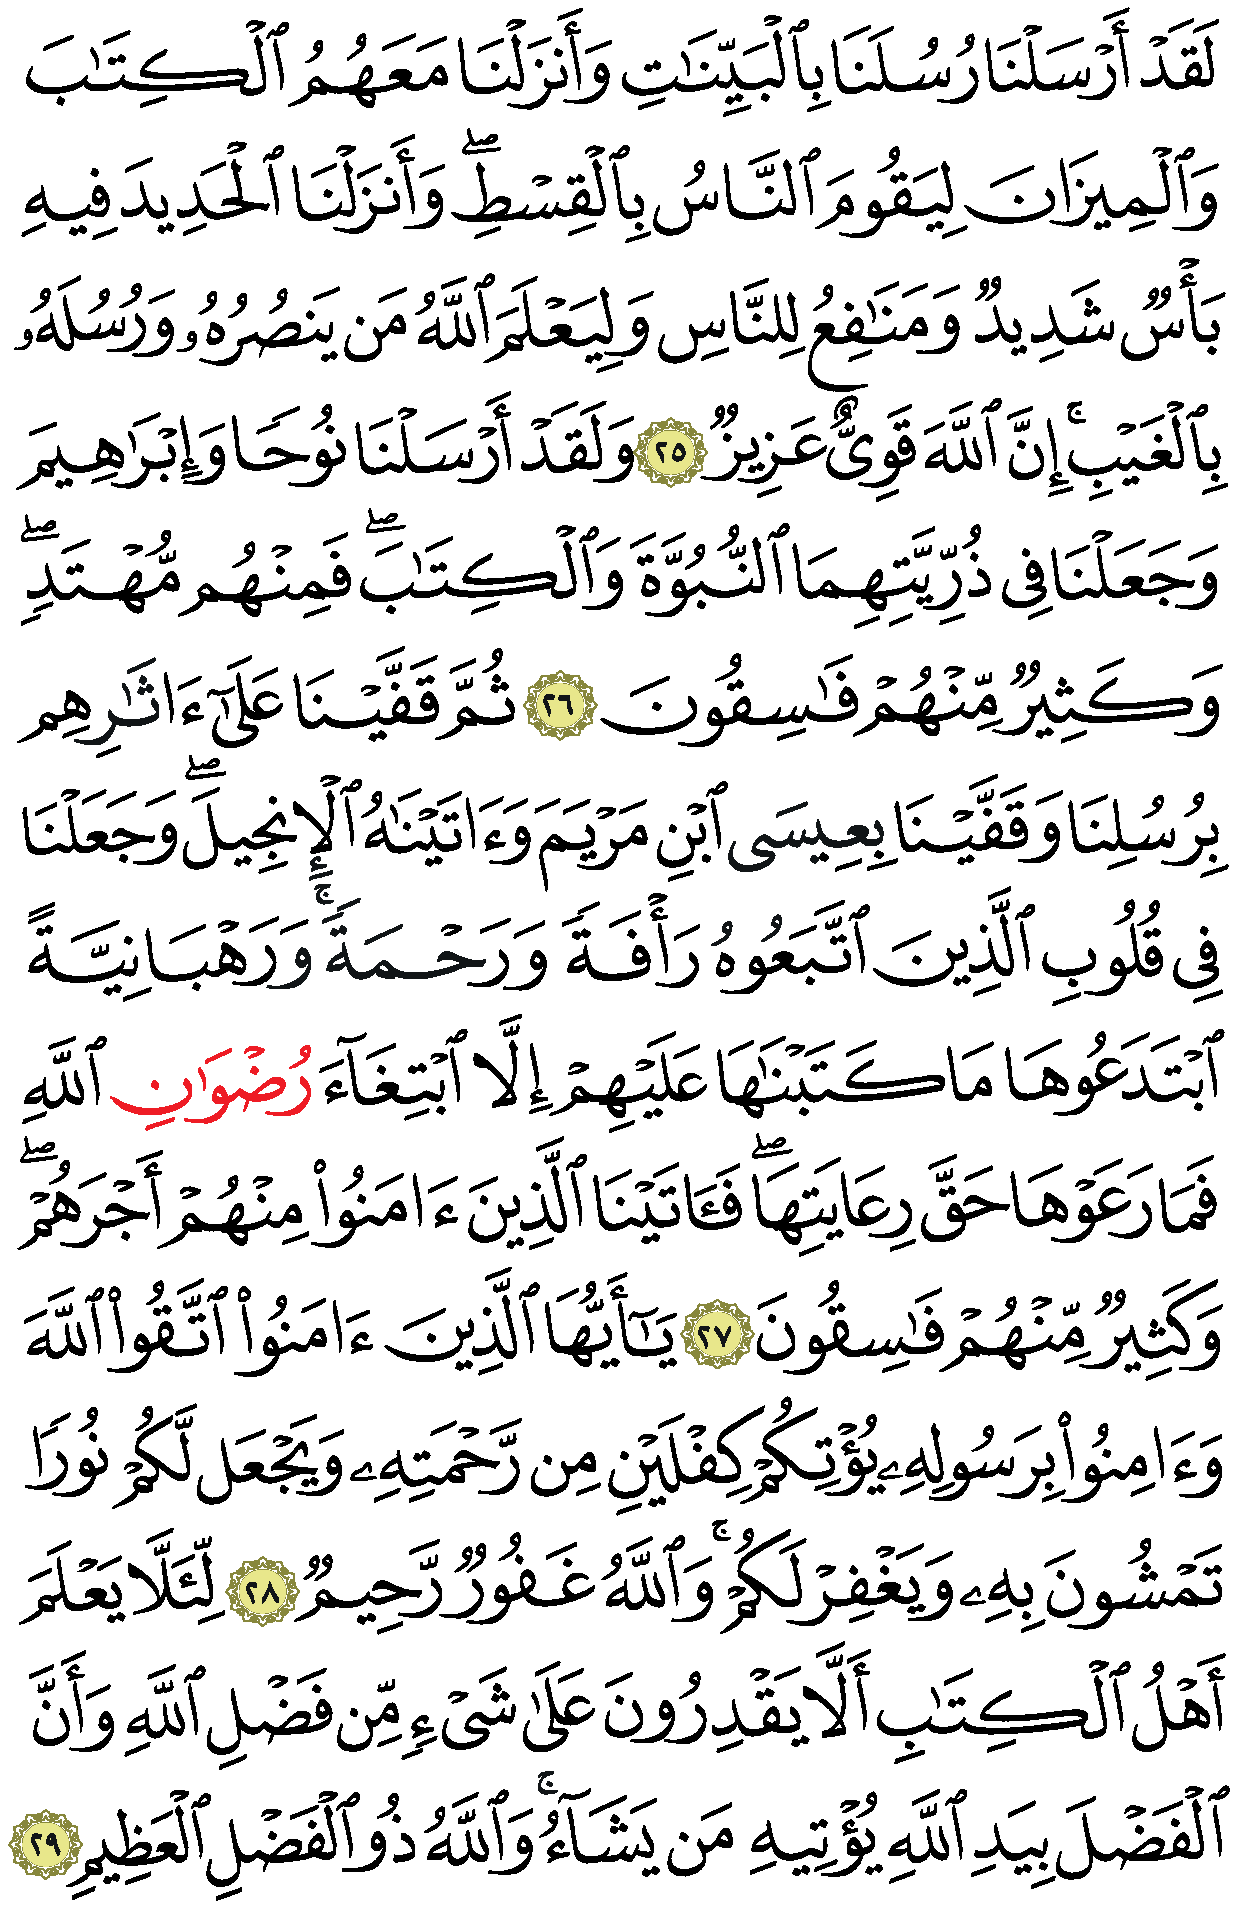 لَقَدْ أَرْسَلْنَا رُسُلَنَا بِٱلْبَيِّنَٰتِ وَأَنزَلْنَا مَعَهُمُ ٱلْكِتَٰبَ
وَٱلْمِيزَانَ لِيَقُومَ ٱلنَّاسُ بِٱلْقِسْطِ ۖ وَأَنزَلْنَا ٱلْحَدِيدَ فِيهِ
بَأْسٌ شَدِيدٌ وَمَنَٰفِعُ لِلنَّاسِ وَلِيَعْلَمَ ٱللَّهُ مَن يَنصُرُهُۥ وَرُسُلَهُۥ
بِٱلْغَيْبِ ۚ إِنَّ ٱللَّهَ قَوِىٌّ عَزِيزٌ ٢٥ وَلَقَدْ أَرْسَلْنَا نُوحًا وَإِبْرَٰهِيمَ
وَجَعَلْنَا فِى ذُرِّيَّتِهِمَا ٱلنُّبُوَّةَ وَٱلْكِتَٰبَ ۖ فَمِنْهُم مُّهْتَدٍ ۖ
وَكَثِيرٌ مِّنْهُمْ فَٰسِقُونَ ٢٦ ثُمَّ قَفَّيْنَا عَلَىٰٓ ءَاثَٰرِهِم
بِرُسُلِنَا وَقَفَّيْنَا بِعِيسَى ٱبْنِ مَرْيَمَ وَءَاتَيْنَٰهُ ٱلْإِنجِيلَ ۖ وَجَعَلْنَا
فِى قُلُوبِ ٱلَّذِينَ ٱتَّبَعُوهُ رَأْفَةً وَرَحْمَةً ۚ وَرَهْبَانِيَّةً
ٱبْتَدَعُوهَا مَا كَتَبْنَٰهَا عَلَيْهِمْ إِلَّا ٱبْتِغَآءَ رُضْوَٰنِ ٱللَّهِ
فَمَا رَعَوْهَا حَقَّ رِعَايَتِهَا ۖ فَـَٔاتَيْنَا ٱلَّذِينَ ءَامَنُوا۟ مِنْهُمْ أَجْرَهُمْ ۖ
وَكَثِيرٌ مِّنْهُمْ فَٰسِقُونَ ٢٧ يَٰٓأَيُّهَا ٱلَّذِينَ ءَامَنُوا۟ ٱتَّقُوا۟ ٱللَّهَ
وَءَامِنُوا۟ بِرَسُولِهِۦ يُؤْتِكُمْ كِفْلَيْنِ مِن رَّحْمَتِهِۦ وَيَجْعَل لَّكُمْ نُورًا
تَمْشُونَ بِهِۦ وَيَغْفِرْ لَكُمْ ۚ وَٱللَّهُ غَفُورٌ رَّحِيمٌ ٢٨ لِّئَلَّا يَعْلَمَ
أَهْلُ ٱلْكِتَٰبِ أَلَّا يَقْدِرُونَ عَلَىٰ شَىْءٍ مِّن فَضْلِ ٱللَّهِ وَأَنَّ
ٱلْفَضْلَ بِيَدِ ٱللَّهِ يُؤْتِيهِ مَن يَشَآءُ ۚ وَٱللَّهُ ذُو ٱلْفَضْلِ ٱلْعَظِيمِ ٢٩